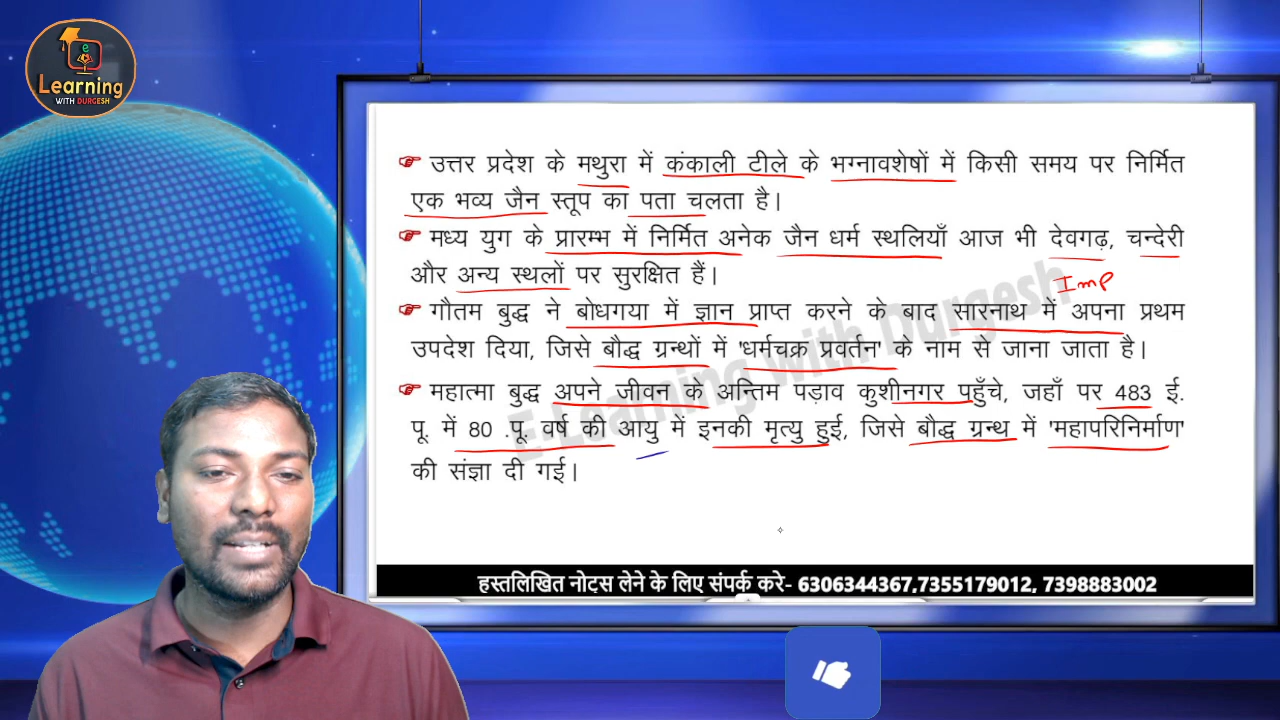 e
Learning
WITH DURGESH
☞ उत्तर प्रदेश के मथुरा में कंकाली टीले के भग्नावशेषों में किसी समय पर निर्मित
एक भव्य जैन स्तूप का पता चलता है।
☞ मध्य युग के प्रारम्भ में निर्मित अनेक जैन धर्म स्थलियाँ आज भी देवगढ़, चन्देरी
और अन्य स्थलों पर सुरक्षित हैं।
Imp
☞ गौतम बुद्ध ने बोधगया में ज्ञान प्राप्त करने के बाद सारनाथ में अपना प्रथम
उपदेश दिया, जिसे बौद्ध ग्रन्थों में 'धर्मचक्र प्रवर्तन' के नाम से जाना जाता है।
☞ महात्मा बुद्ध अपने जीवन के अन्तिम पड़ाव कुशीनगर पहुँचे, जहाँ पर 483 ई.
पू. में 80 .पू. वर्ष की आयु में इनकी मृत्यु हुई, जिसे बौद्ध ग्रन्थ में 'महापरिनिर्माण'
की संज्ञा दी गई।
E-Learning with Durgesh
हस्तलिखित नोट्स लेने के लिए संपर्क करे- 6306344367,7355179012, 7398883002